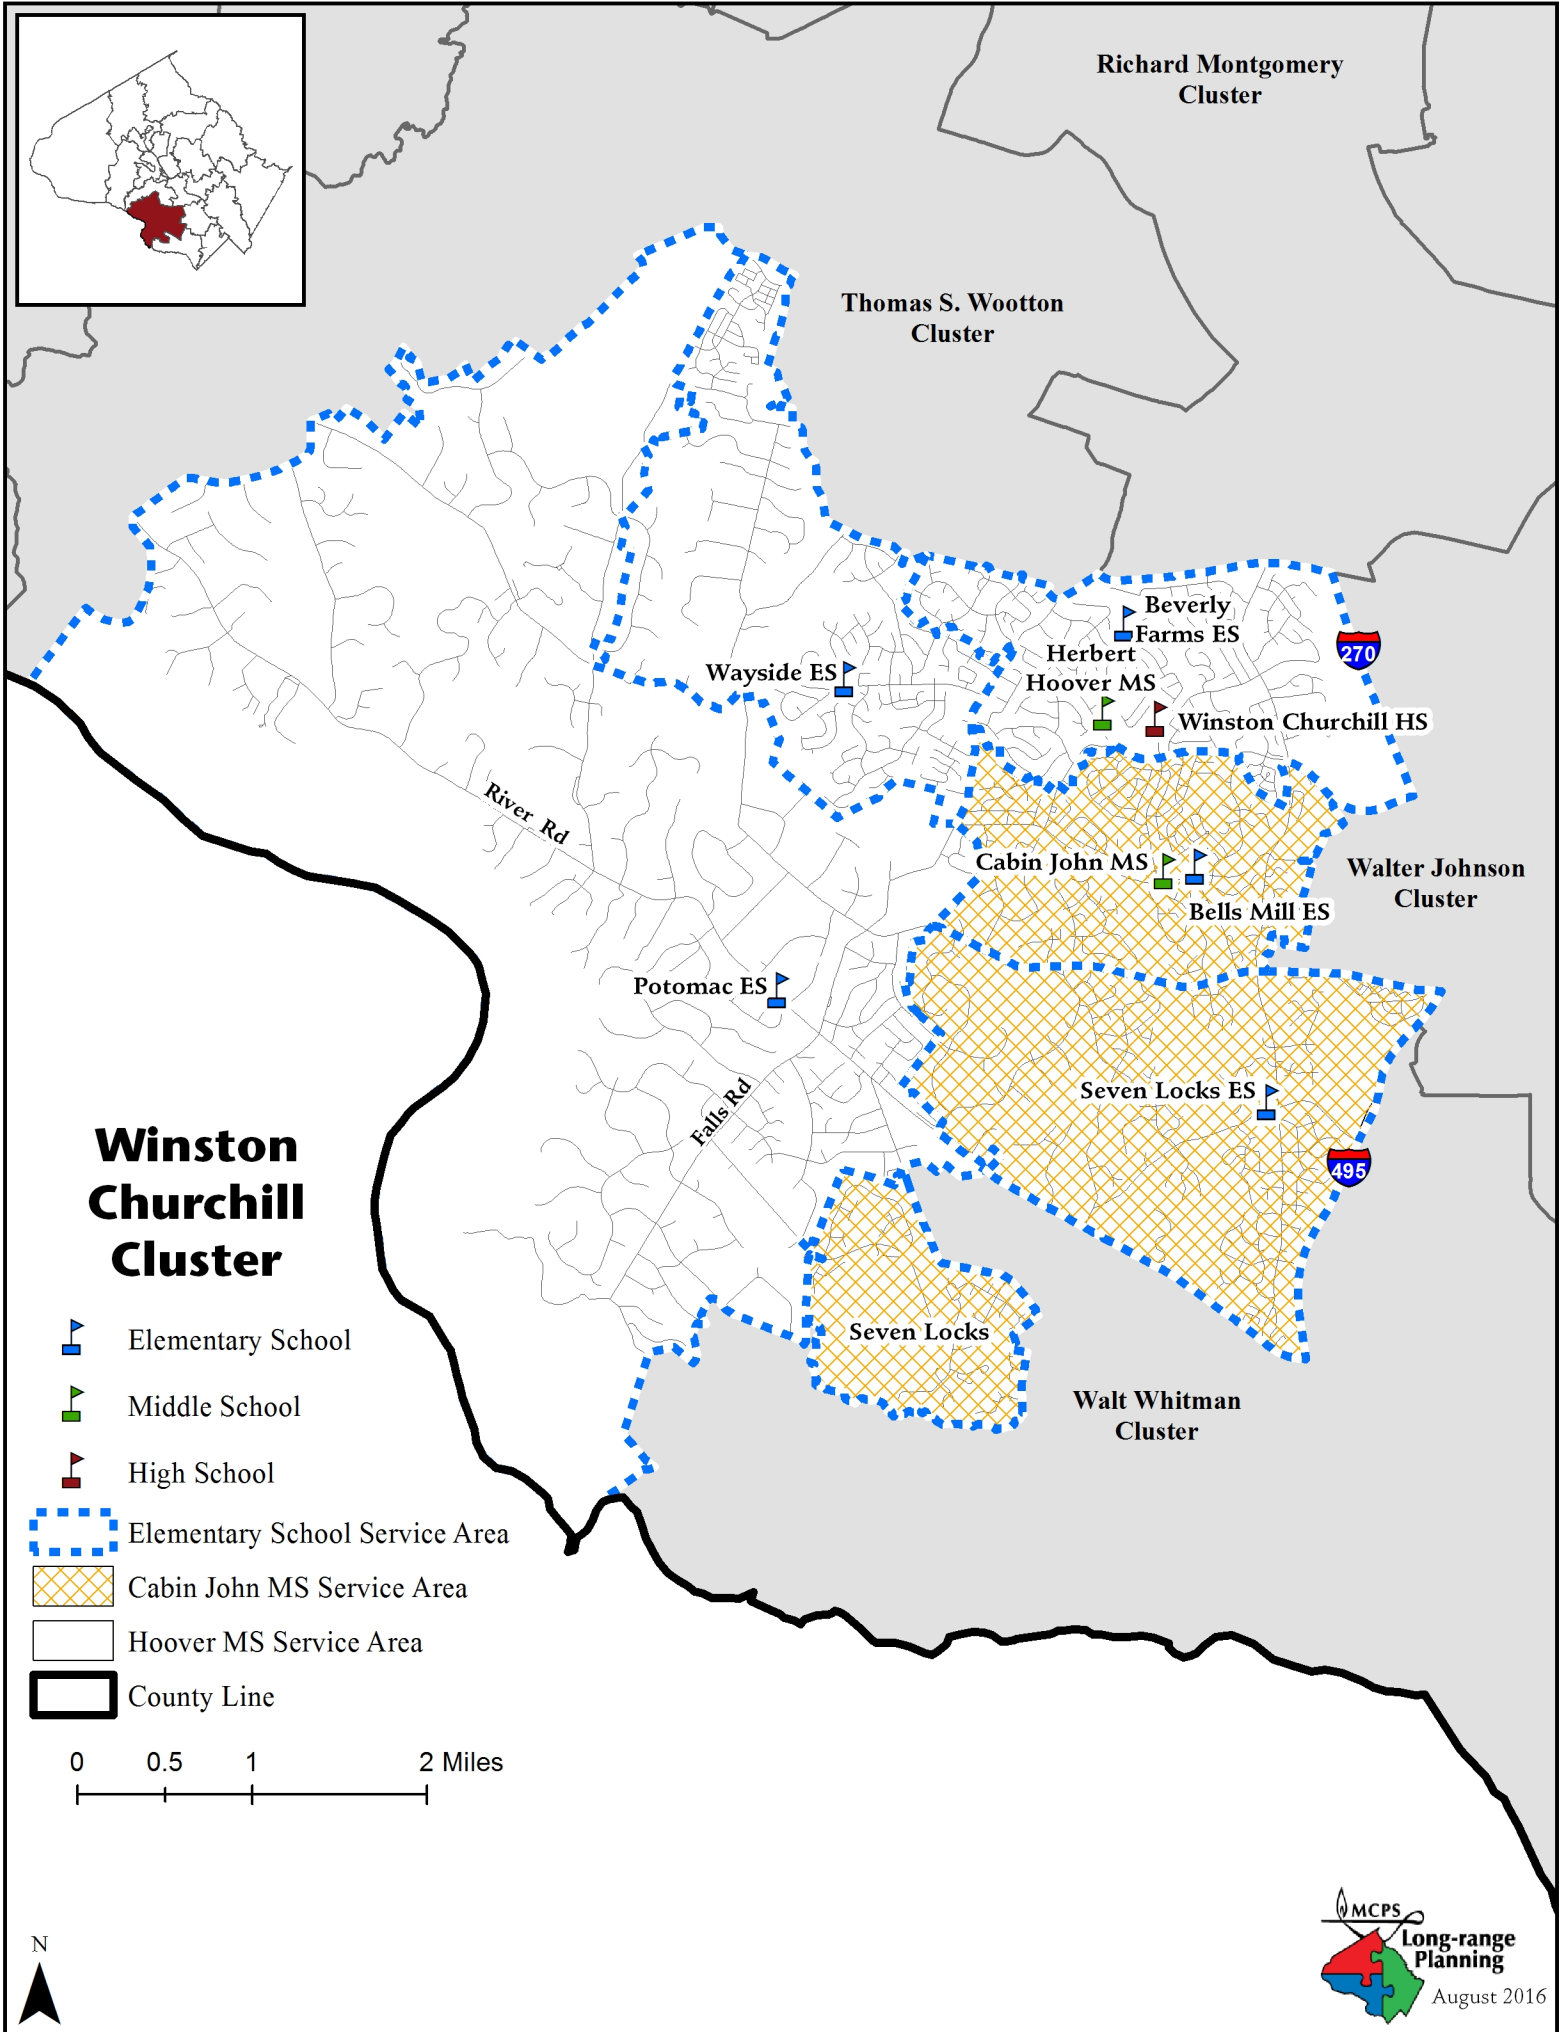 Richard Montgomery
Cluster
Thomas S. Wootton
Cluster
Beverly
Farms ES
270
Herbert
Hoover MS
Wayside ES
Winston Churchill HS
River Rd
Cabin John MS
Walter Johnson
Cluster
Bells Mill ES
Potomac ES
Seven Locks ES
Falls Rd
495
Winston
Churchill
Cluster
Seven Locks
Walt Whitman
Cluster
Elementary School
Middle School
High School
Elementary School Service Area
Cabin John MS Service Area
Hoover MS Service Area
County Line
0 0.5 1 2 Miles
N
MCPS
Long-range
Planning
August 2016